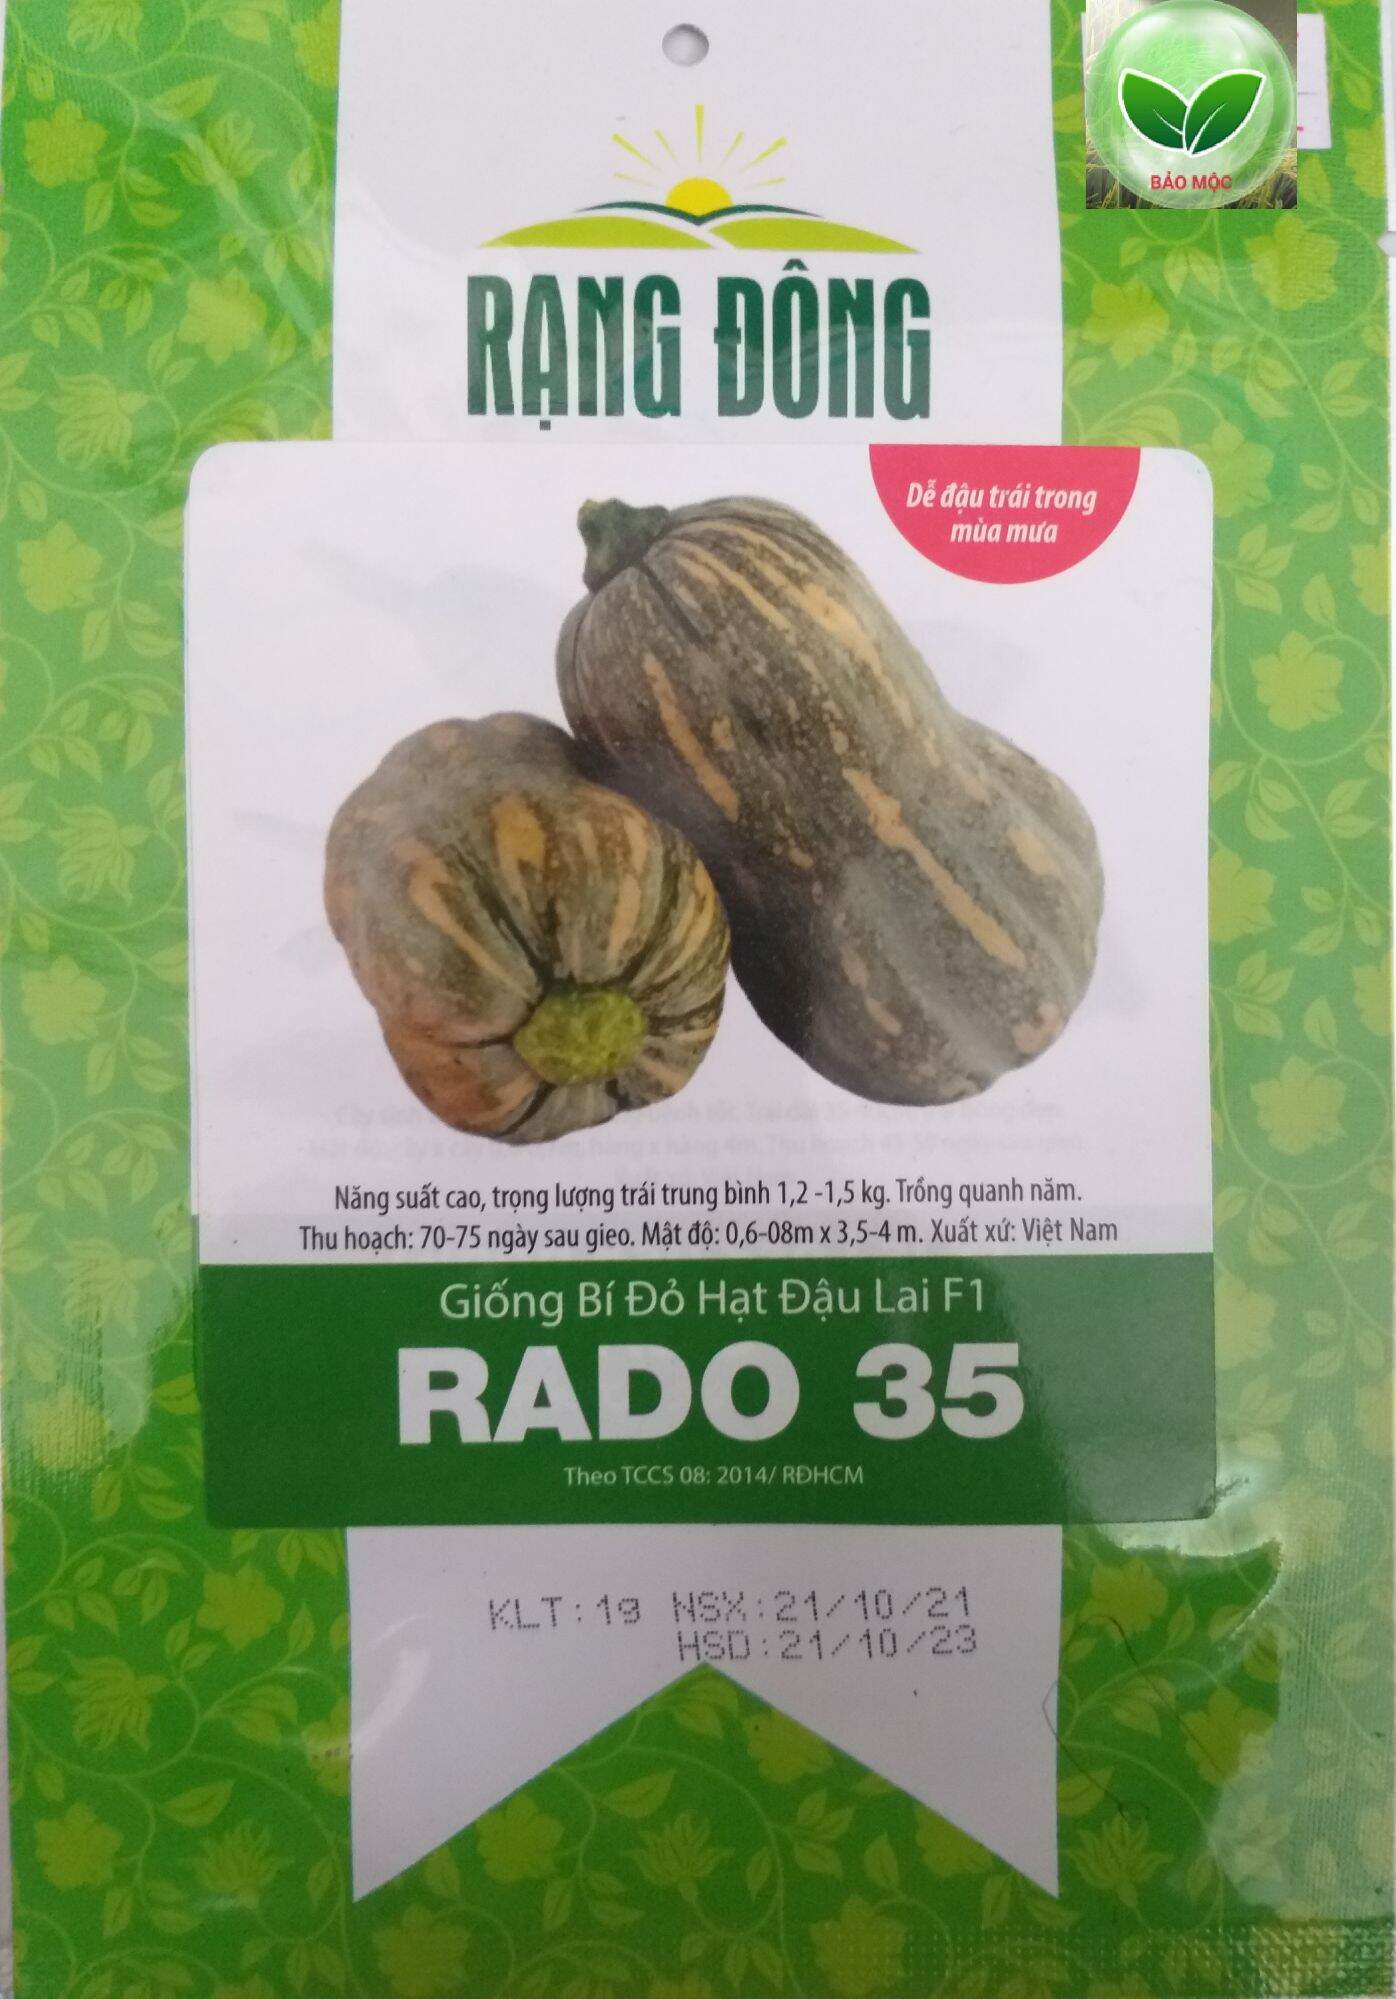 BẢO MỘC
RẠNG ĐÔNG
Dễ đậu trái trong
mùa mưa
Năng suất cao, trọng lượng trái trung bình 1,2 -1,5 kg. Trồng quanh năm.
Thu hoạch: 70-75 ngày sau gieo. Mật độ: 0,6-08m x 3,5-4 m. Xuất xứ: Việt Nam
Giống Bí Đỏ Hạt Đậu Lai F1
RADO 35
Theo TCCS 08: 2014/ RĐHCM
KLT:1g NSX:21/10/21
HSD:21/10/23